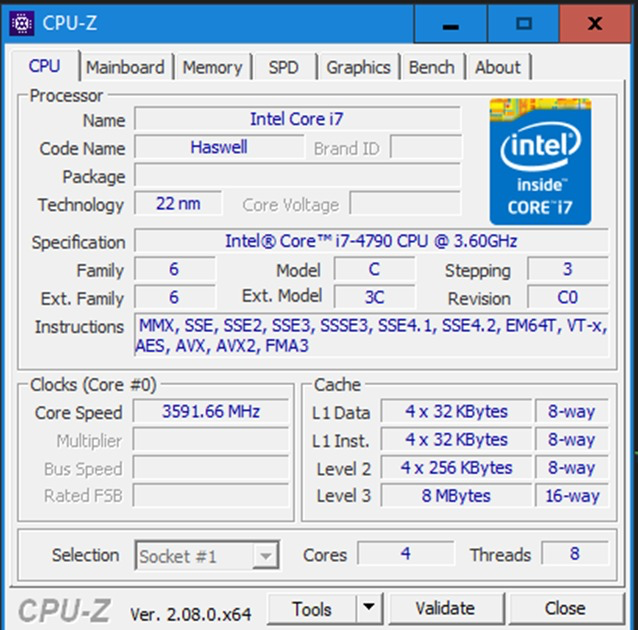 CPU-Z
CPU Mainboard Memory SPD Graphics Bench About
Processor
Name Intel Core i7
Code Name Haswell Brand ID
Package
Technology 22 nm Core Voltage
intel
inside™
CORE™ i7
Specification Intel® Core™ i7-4790 CPU @ 3.60GHz
Family 6 Model C Stepping 3
Ext. Family 6 Ext. Model 3C Revision C0
Instructions MMX, SSE, SSE2, SSE3, SSSE3, SSE4.1, SSE4.2, EM64T, VT-x,
AES, AVX, AVX2, FMA3
Clocks (Core #0)
Core Speed 3591.66 MHz
Multiplier
Bus Speed
Rated FSB
Cache
L1 Data 4 x 32 KBytes 8-way
L1 Inst. 4 x 32 KBytes 8-way
Level 2 4 x 256 KBytes 8-way
Level 3 8 MBytes 16-way
Selection Socket #1 Cores 4 Threads 8
CPU-Z Ver. 2.08.0.x64 Tools Validate Close